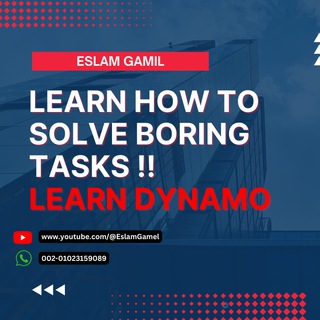 ESLAM GAMIL
LEARN HOW TO
SOLVE BORING
TASKS !!
LEARN DYNAMO
www.youtube.com/@EslamGamel
002-01023159089